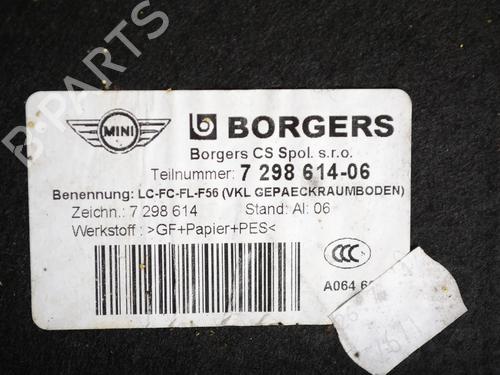 B-PARTS
MINI BORGERS
Borgers CS Spol. s.r.o.
Teilnummer: 7 298 614-06
Benennung: LC-FC-FL-F56 (VKL GEPAECKRAUMBODEN)
Zeichn.: 7 298 614 Stand: AI: 06
Werkstoff : >GF+Papier+PES<
CCC
A064